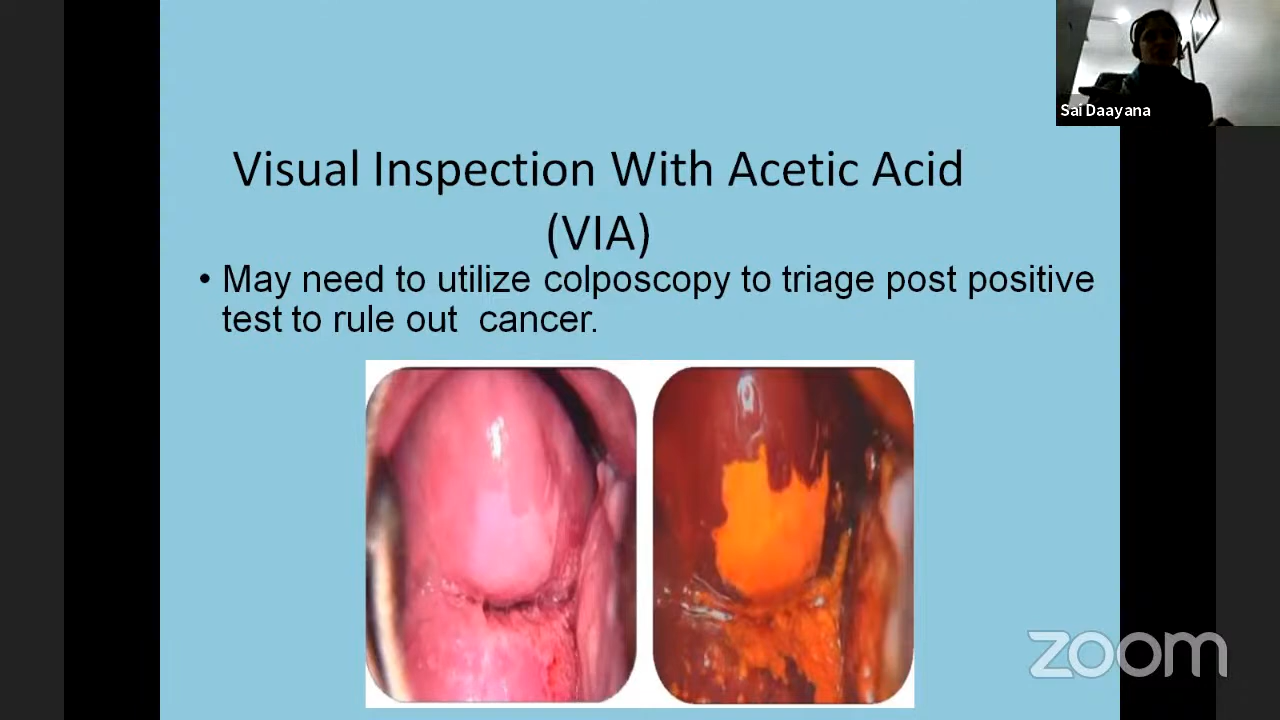 Sai Daayana
Visual Inspection With Acetic Acid
(VIA)
• May need to utilize colposcopy to triage post positive
test to rule out  cancer.
zoom